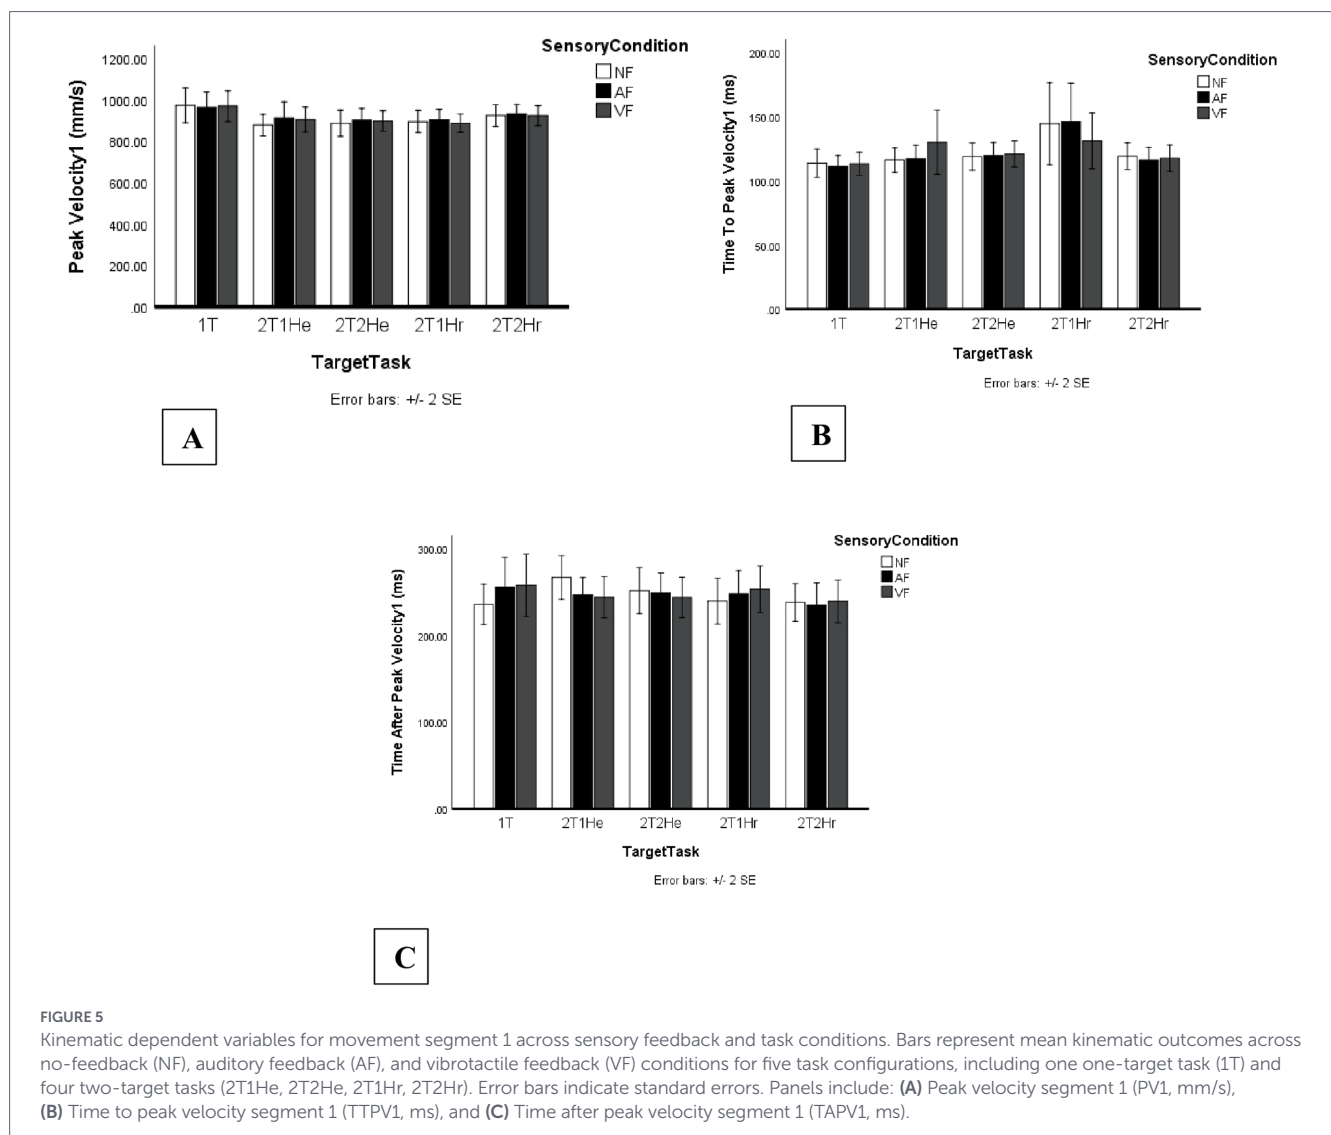 1200.00
1000.00
800.00
600.00
400.00
200.00
.00
Peak Velocity1 (mm/s)
SensoryCondition
NF
AF
VF
1T 2T1He 2T2He 2T1Hr 2T2Hr
TargetTask
Error bars: +/- 2 SE
A
200.00
150.00
100.00
50.00
.00
Time To Peak Velocity1 (ms)
SensoryCondition
NF
AF
VF
1T 2T1He 2T2He 2T1Hr 2T2Hr
TargetTask
Error bars: +/- 2 SE
B
300.00
200.00
100.00
.00
Time After Peak Velocity1 (ms)
SensoryCondition
NF
AF
VF
1T 2T1He 2T2He 2T1Hr 2T2Hr
TargetTask
Error bars: +/- 2 SE
C
FIGURE 5
Kinematic dependent variables for movement segment 1 across sensory feedback and task conditions. Bars represent mean kinematic outcomes across
no-feedback (NF), auditory feedback (AF), and vibrotactile feedback (VF) conditions for five task configurations, including one one-target task (1T) and
four two-target tasks (2T1He, 2T2He, 2T1Hr, 2T2Hr). Error bars indicate standard errors. Panels include: (A) Peak velocity segment 1 (PV1, mm/s),
(B) Time to peak velocity segment 1 (TTPV1, ms), and (C) Time after peak velocity segment 1 (TAPV1, ms).